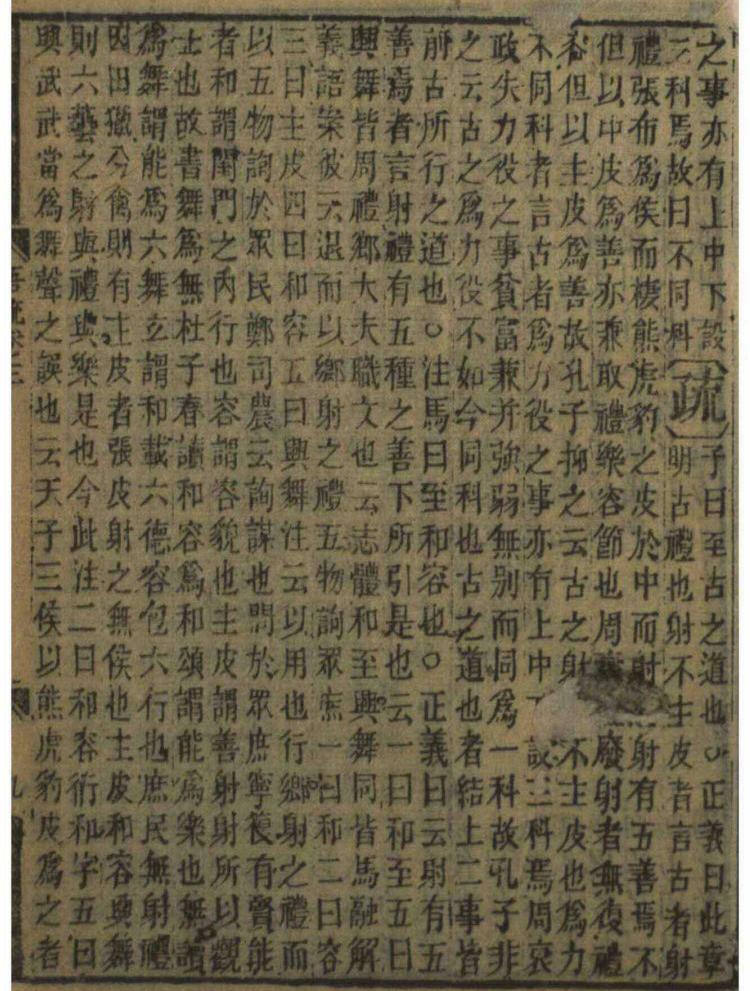 之事亦有上中下設
三科焉故曰不同科
疏
子曰至古之道也○正義曰此章
明古禮也射不主皮者言古者射
禮張布爲侯而棲熊虎豹之皮於中而射射有五善焉不
但以中皮爲善亦兼取禮樂容節也周廢射者無復禮
容但以主皮爲善故孔子抑之云古之射不主皮也爲力
不同科者言古者爲力役之事亦有上中設三科焉周衰
政失力役之事貧富兼并強弱無別而同爲一科故孔子非
之云古之爲力役不如今同科也古之道也者結上二事皆
前古所行之道也○注馬曰至和容也○正義曰云射有五
善焉者言射禮有五種之善下所引是也云一曰和至五曰
興舞皆周禮鄉大夫職文也云志體和至興舞同皆馬融解
義語案彼云退而以鄉射之禮五物詢眾庶一曰和二曰容
三曰主皮四曰和容五曰興舞注云以用也行鄉射之禮而
以五物詢於眾民鄭司農云詢謀也問於眾庶寧復有賢能
者和謂閨門之內行也容謂容貌也主皮謂善射射所以觀
士也故書舞爲無杜子春讀和容爲和頌謂能爲樂也無讀
爲舞謂能爲六舞玄謂和載六德容包六行也庶民無射禮
因田獵分禽則有主皮者張皮射之無侯也主皮和容興舞
則六藝之射與禮與樂是也今此注二曰和容衍和字五曰
興武武當爲舞聲之誤也云天子三侯以熊虎豹皮爲之者